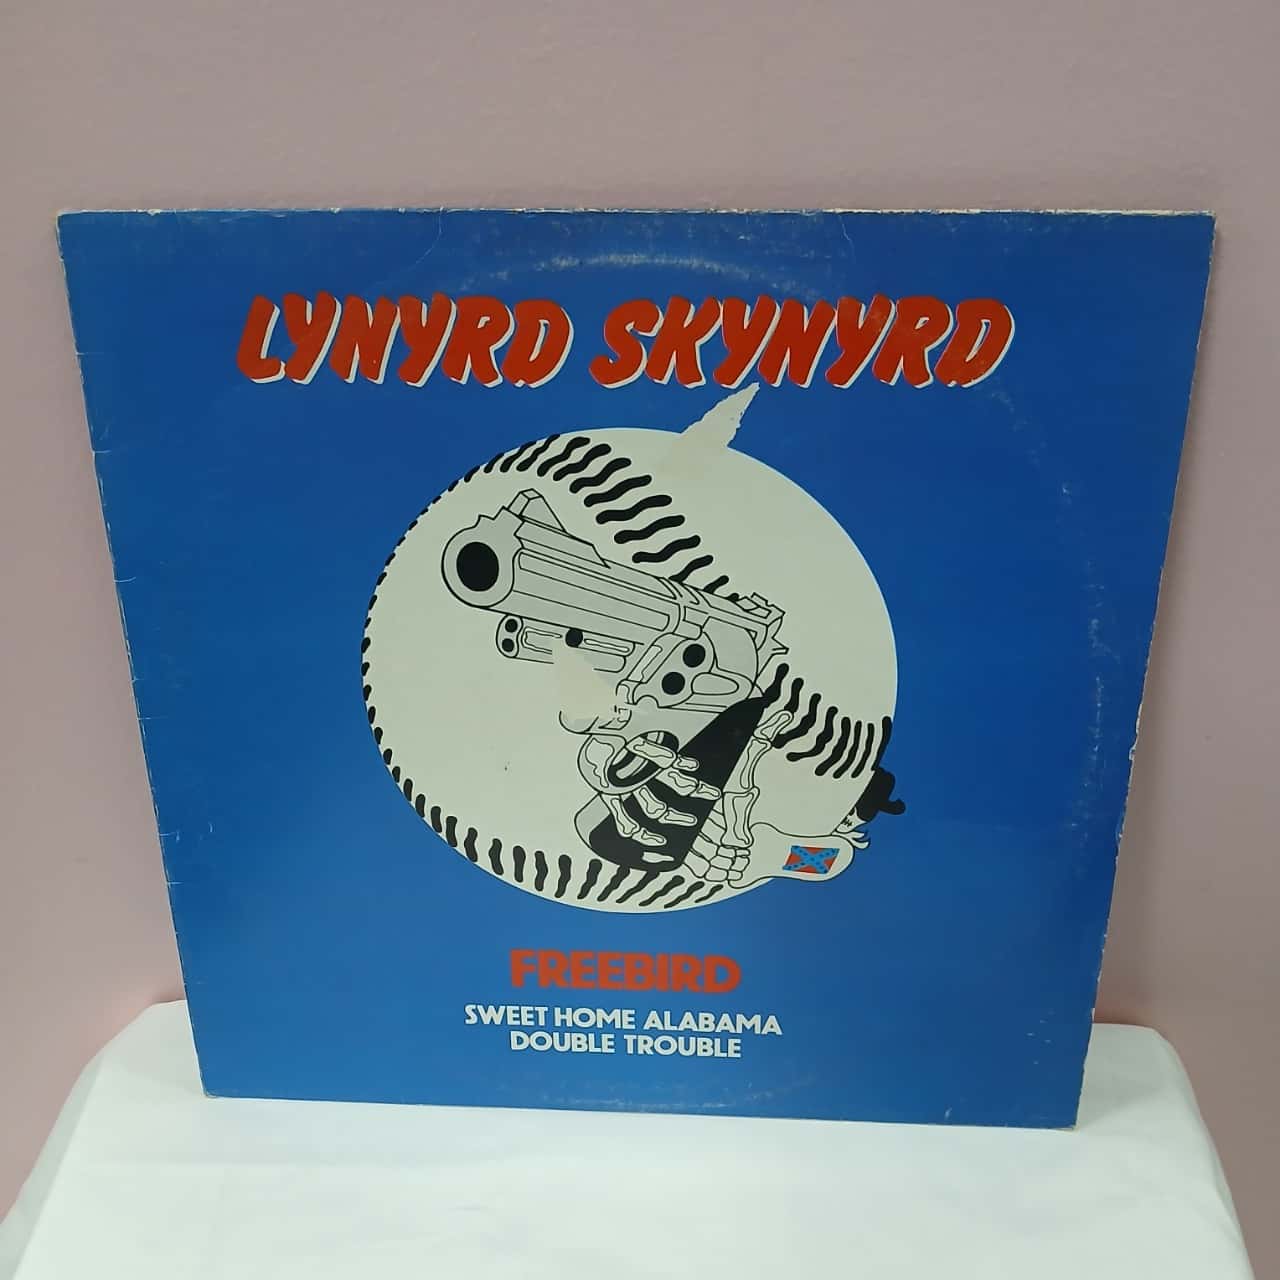 LYNYRD SKYNYRD
FREEBIRD
SWEET HOME ALABAMA
DOUBLE TROUBLE